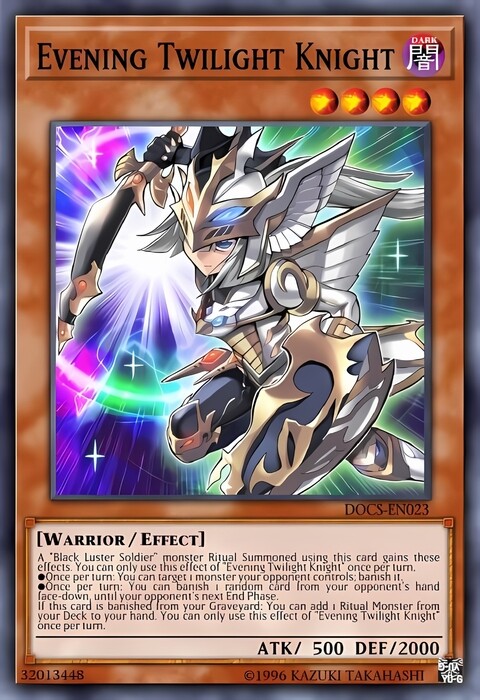 EVENING TWILIGHT KNIGHT
DARK
闇
DOCS-EN023
[WARRIOR / EFFECT]
A "Black Luster Soldier" monster Ritual Summoned using this card gains these
effects. You can only use this effect of "Evening Twilight Knight" once per turn.
●Once per turn: You can target 1 monster your opponent controls; banish it.
●Once per turn: You can banish 1 random card from your opponent's hand
face-down, until your opponent's next End Phase.
If this card is banished from your Graveyard: You can add 1 Ritual Monster from
your Deck to your hand. You can only use this effect of "Evening Twilight Knight"
once per turn.
ATK/ 500 DEF/2000
32013448
©1996 KAZUKI TAKAHASHI